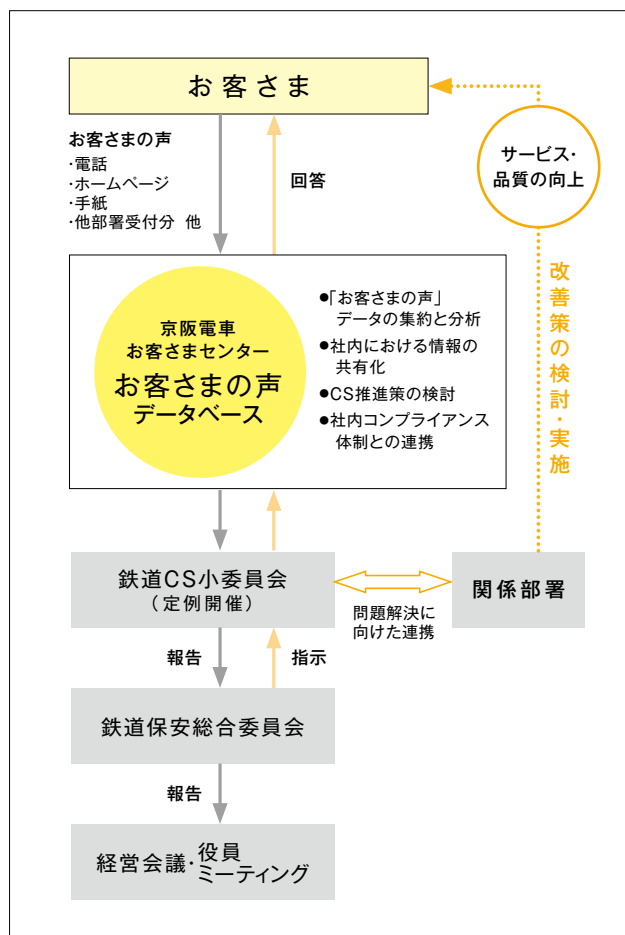 お客さま
お客さまの声
・電話
・ホームページ
・手紙
・他部署受付分 他
回答
サービス・
品質の向上
改善策の検討・実施
京阪電車
お客さまセンター
お客さまの声
データベース
●「お客さまの声」
データの集約と分析
●社内における情報の
共有化
●CS推進策の検討
●社内コンプライアンス
体制との連携
鉄道CS小委員会
(定例開催)
問題解決に
向けた連携
関係部署
報告
指示
鉄道保安総合委員会
報告
経営会議・役員
ミーティング